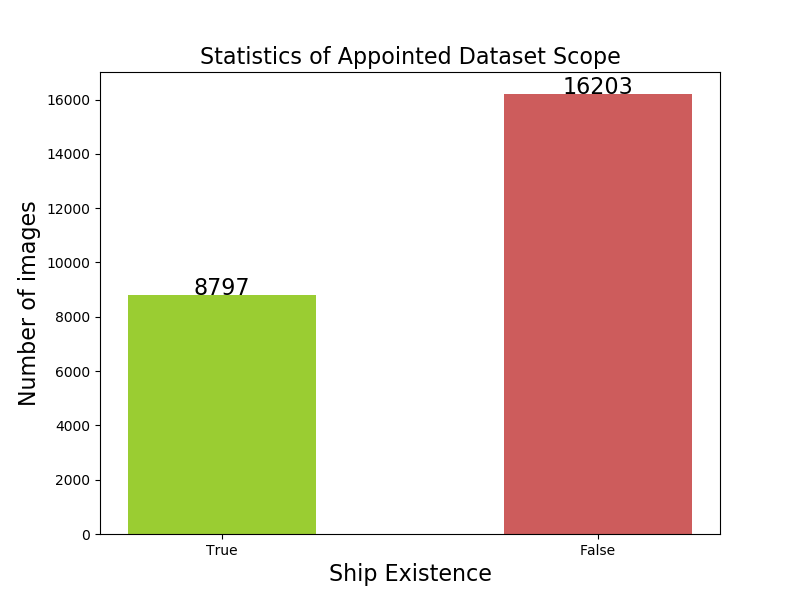 Statistics of Appointed Dataset Scope
16203
16000
14000
12000
10000
8797
8000
6000
4000
2000
0
Number of images
True
False
Ship Existence